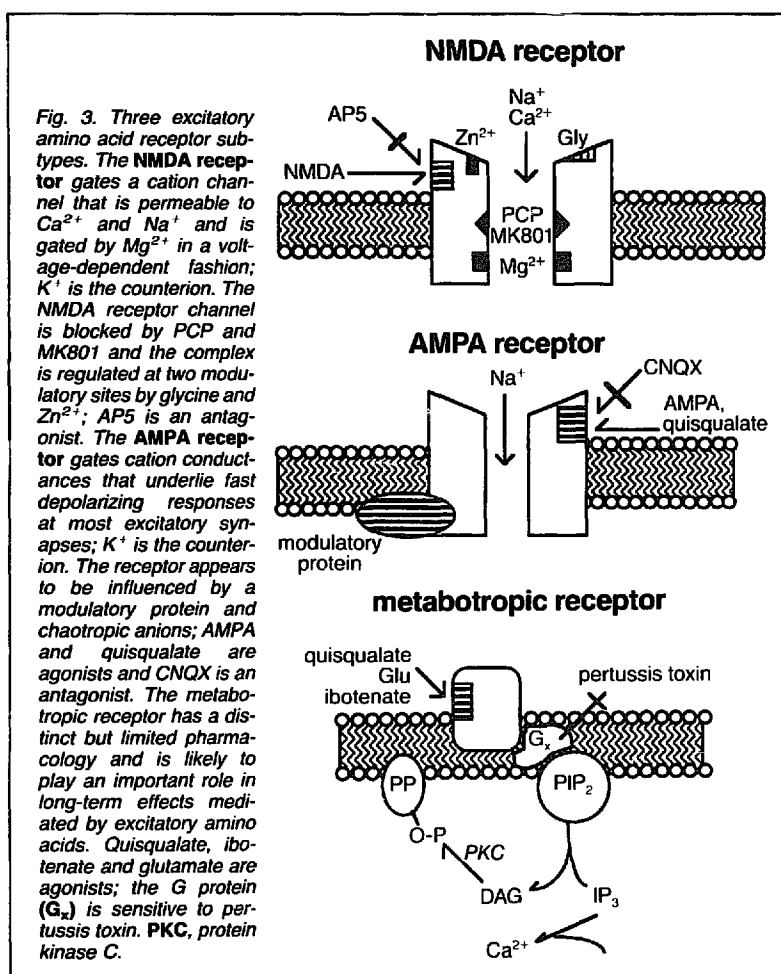 Fig. 3. Three excitatory
amino acid receptor sub-
types. The NMDA recep-
tor gates a cation chan-
nel that is permeable to
Ca²⁺ and Na⁺ and is
gated by Mg²⁺ in a volt-
age-dependent fashion;
K⁺ is the counterion. The
NMDA receptor channel
is blocked by PCP and
MK801 and the complex
is regulated at two modu-
latory sites by glycine and
Zn²⁺; AP5 is an antag-
onist. The AMPA recep-
tor gates cation conduct-
ances that underlie fast
depolarizing responses
at most excitatory syn-
apses; K⁺ is the counter-
ion. The receptor appears
to be influenced by a
modulatory protein and
chaotropic anions; AMPA
and quisqualate are
agonists and CNQX is an
antagonist. The metabo-
tropic receptor has a dis-
tinct but limited pharma-
cology and is likely to
play an important role in
long-term effects medi-
ated by excitatory amino
acids. Quisqualate, ibo-
tenate and glutamate are
agonists; the G protein
(Gₓ) is sensitive to per-
tussis toxin. PKC, protein
kinase C.
NMDA receptor
Na⁺
Ca²⁺
AP5
Zn²⁺
Gly
NMDA
PCP
MK801
Mg²⁺
AMPA receptor
Na⁺
CNQX
AMPA,
quisqualate
modulatory
protein
metabotropic receptor
quisqualate
Glu
ibotenate
pertussis toxin
Gₓ
PP
PIP₂
O-P
PKC
DAG
IP₃
Ca²⁺